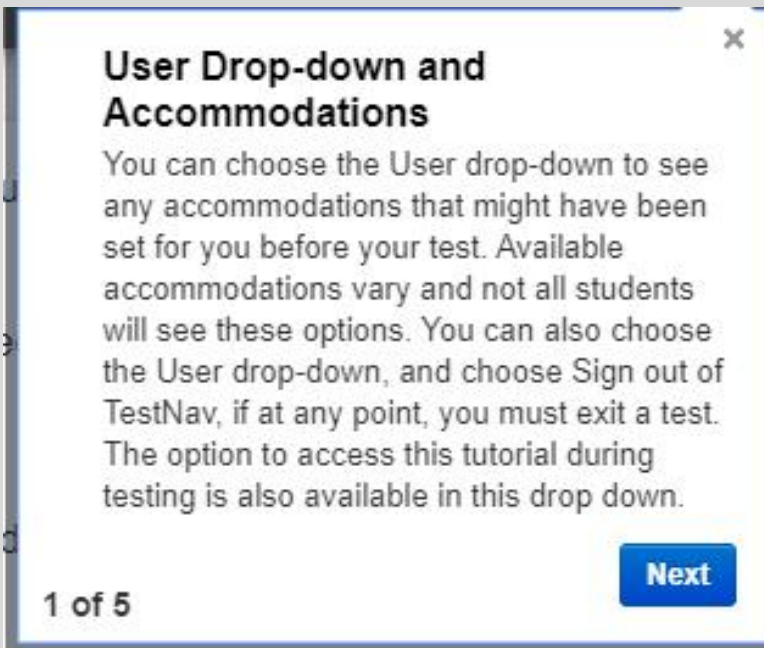 ×
User Drop-down and
Accommodations
You can choose the User drop-down to see
any accommodations that might have been
set for you before your test. Available
accommodations vary and not all students
will see these options. You can also choose
the User drop-down, and choose Sign out of
TestNav, if at any point, you must exit a test.
The option to access this tutorial during
testing is also available in this drop down.
Next
1 of 5